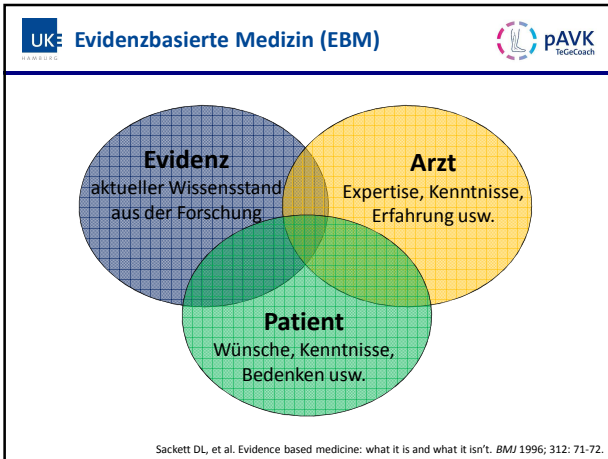 UKE
HAMBURG
Evidenzbasierte Medizin (EBM)
pAVK
TeGeCoach
Evidenz
aktueller Wissensstand
aus der Forschung
Arzt
Expertise, Kenntnisse,
Erfahrung usw.
Patient
Wünsche, Kenntnisse,
Bedenken usw.
Sackett DL, et al. Evidence based medicine: what it is and what it isn't. BMJ 1996; 312: 71-72.